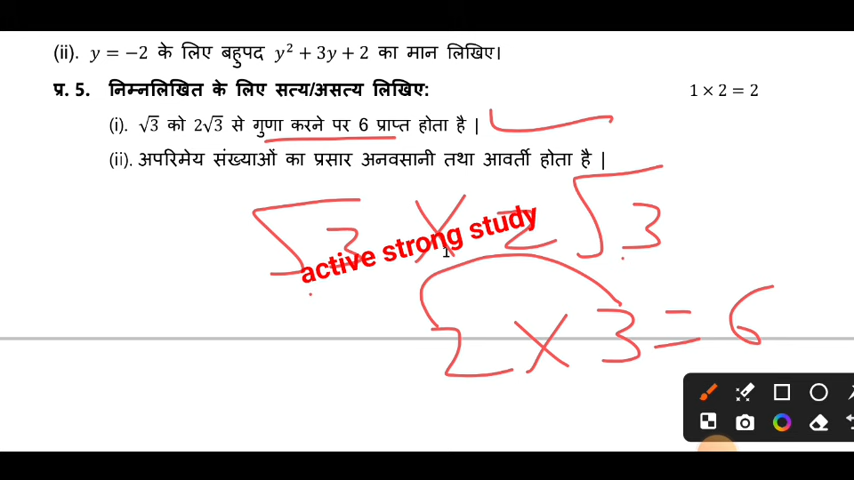 (ii). y = −2 के लिए बहुपद y² + 3y + 2 का मान लिखिए।
प्र. 5. निम्नलिखित के लिए सत्य/असत्य लिखिए: 1 × 2 = 2
(i). √3 को 2√3 से गुणा करने पर 6 प्राप्त होता है |
(ii). अपरिमेय संख्याओं का प्रसार अनवसानी तथा आवर्ती होता है |
√3 × 2√3
active strong study
1
2 × 3 = 6